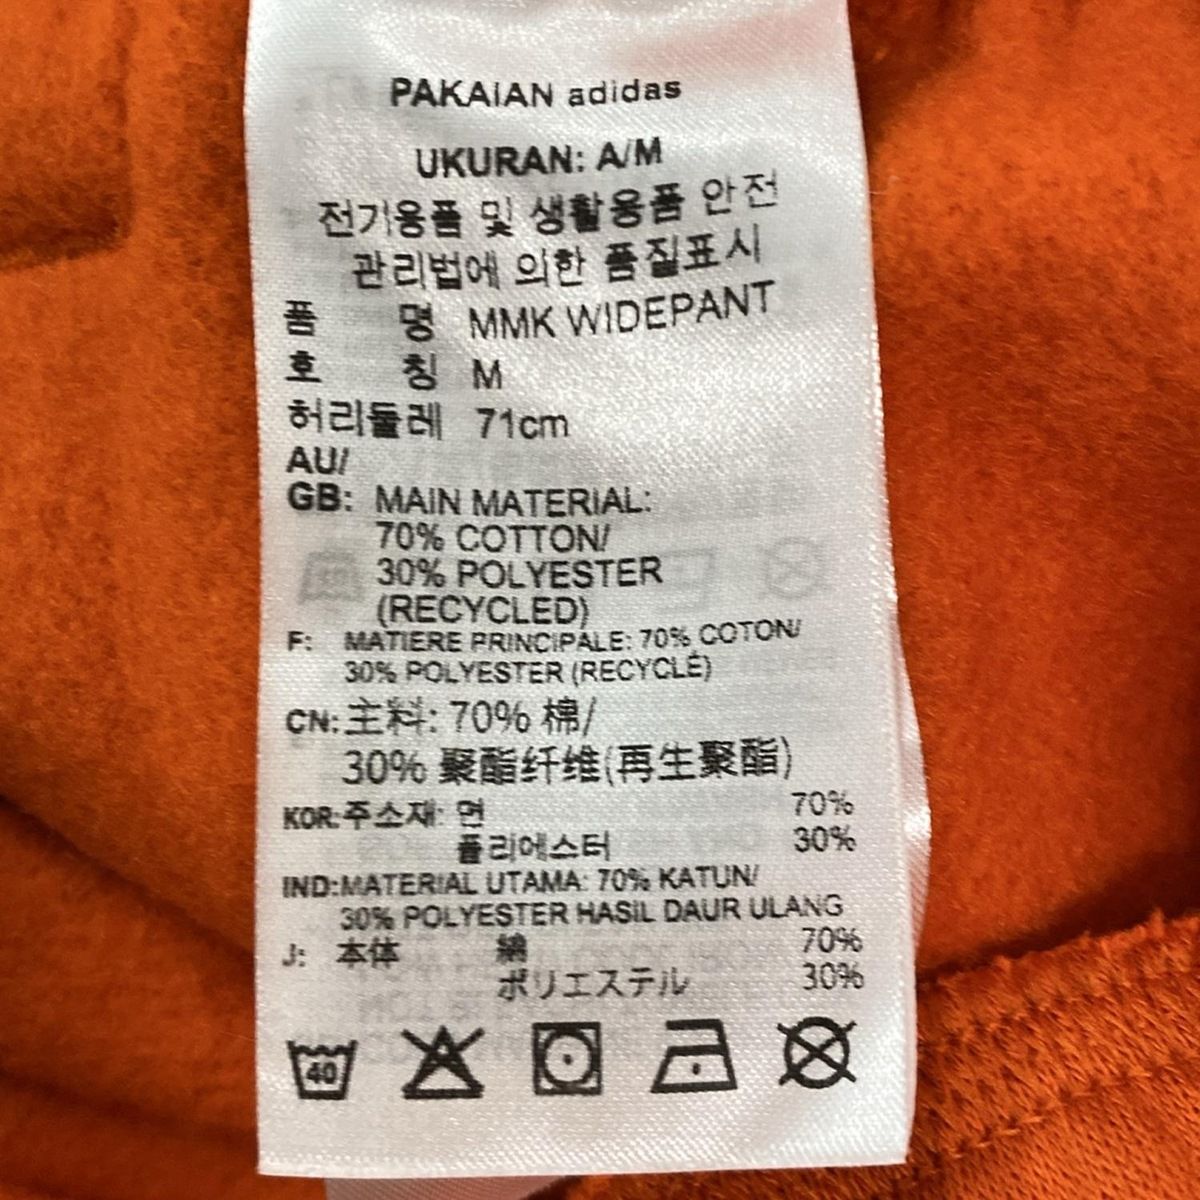 PAKAIAN adidas
UKURAN: A/M
전기용품 및 생활용품 안전
관리법에 의한 품질표시
품 명 MMK WIDEPANT
호 칭 M
허리둘레 71cm
AU/
GB: MAIN MATERIAL:
70% COTTON/
30% POLYESTER
(RECYCLED)
F: MATIERE PRINCIPALE: 70% COTON/
30% POLYESTER (RECYCLÉ)
CN: 主料: 70% 棉/
30% 聚酯纤维(再生聚酯)
KOR: 주소재: 면 70%
폴리에스터 30%
IND: MATERIAL UTAMA: 70% KATUN/
30% POLYESTER HASIL DAUR ULANG
J: 本体 綿 70%
ポリエステル 30%
40